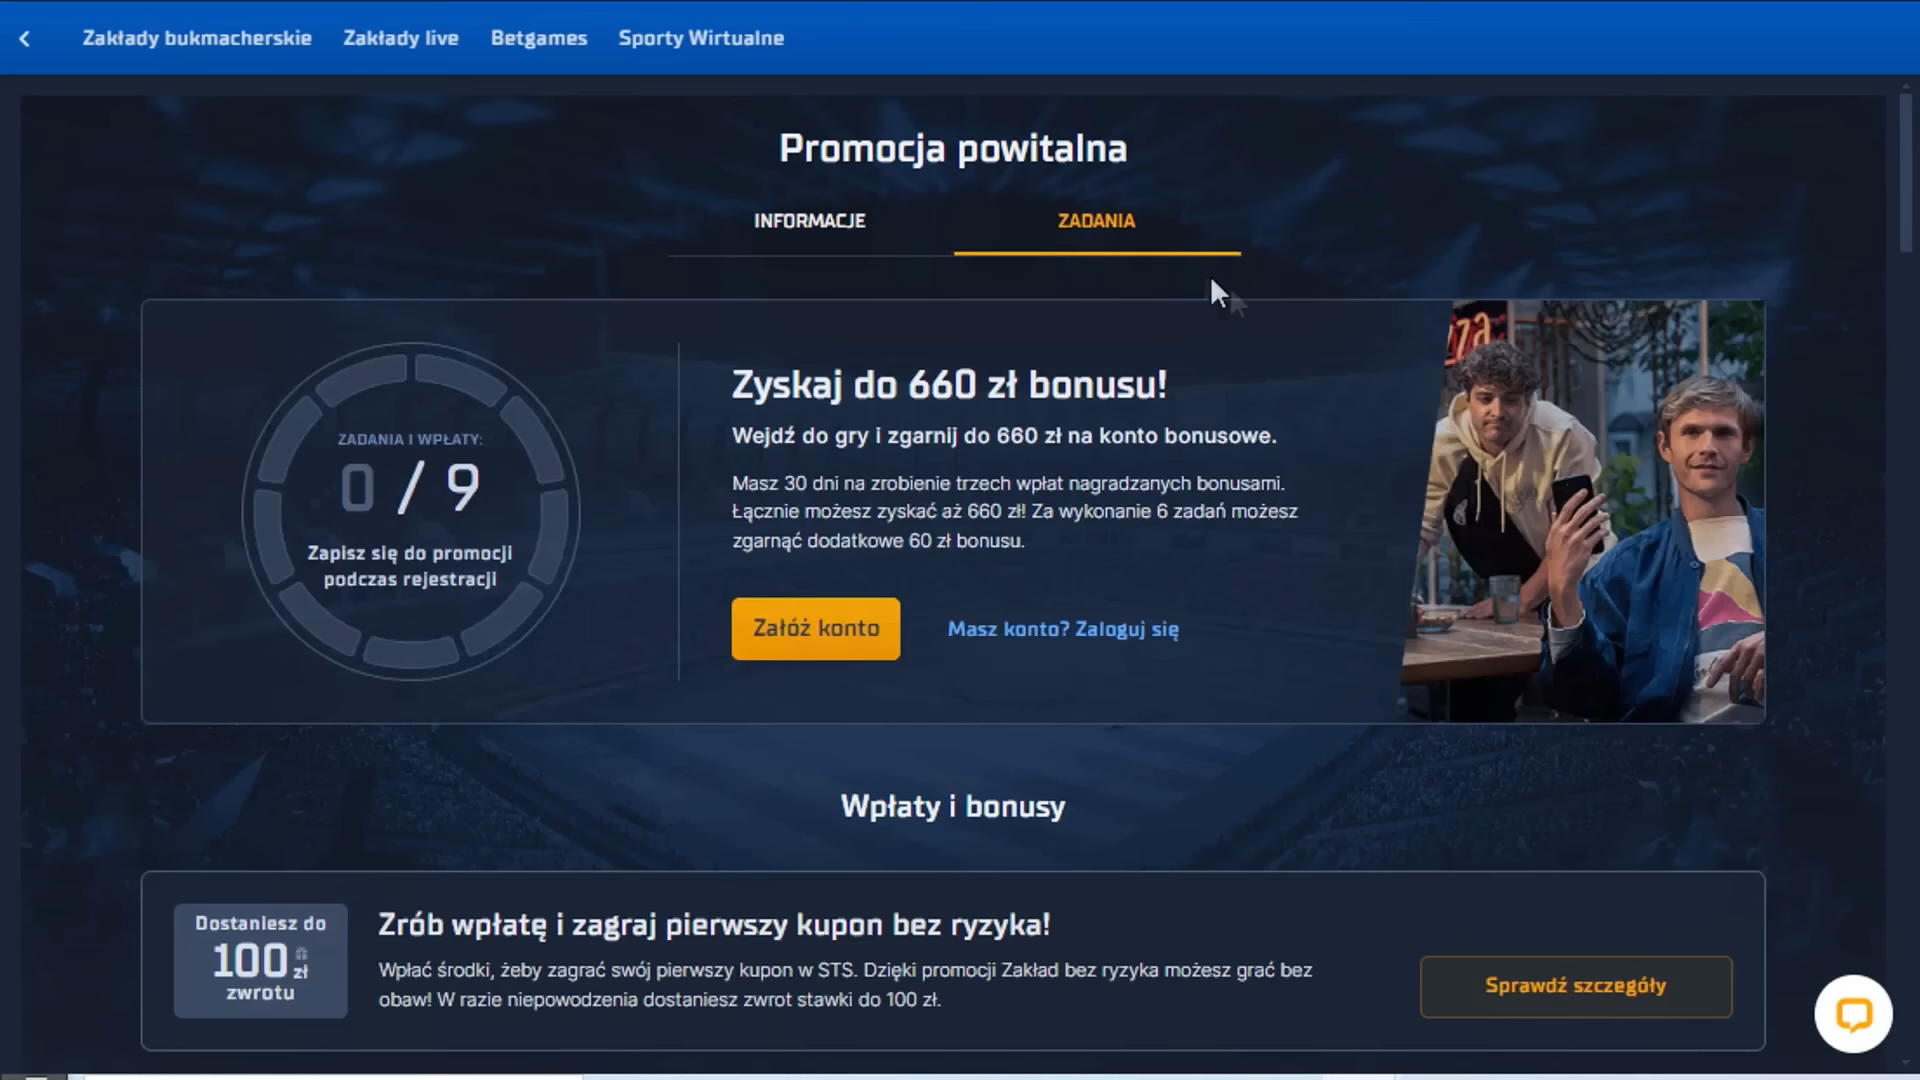 Zakłady bukmacherskie Zakłady live Betgames Sporty Wirtualne
Promocja powitalna
INFORMACJE ZADANIA
ZADANIA I WPŁATY:
0 / 9
Zapisz się do promocji
podczas rejestracji
Zyskaj do 660 zł bonusu!
Wejdź do gry i zgarnij do 660 zł na konto bonusowe.
Masz 30 dni na zrobienie trzech wpłat nagradzanych bonusami.
Łącznie możesz zyskać aż 660 zł! Za wykonanie 6 zadań możesz
zgarnąć dodatkowe 60 zł bonusu.
Załóż konto Masz konto? Zaloguj się
Wpłaty i bonusy
Dostaniesz do
100 zł
zwrotu
Zrób wpłatę i zagraj pierwszy kupon bez ryzyka!
Wpłać środki, żeby zagrać swój pierwszy kupon w STS. Dzięki promocji Zakład bez ryzyka możesz grać bez
obaw! W razie niepowodzenia dostaniesz zwrot stawki do 100 zł.
Sprawdź szczegóły